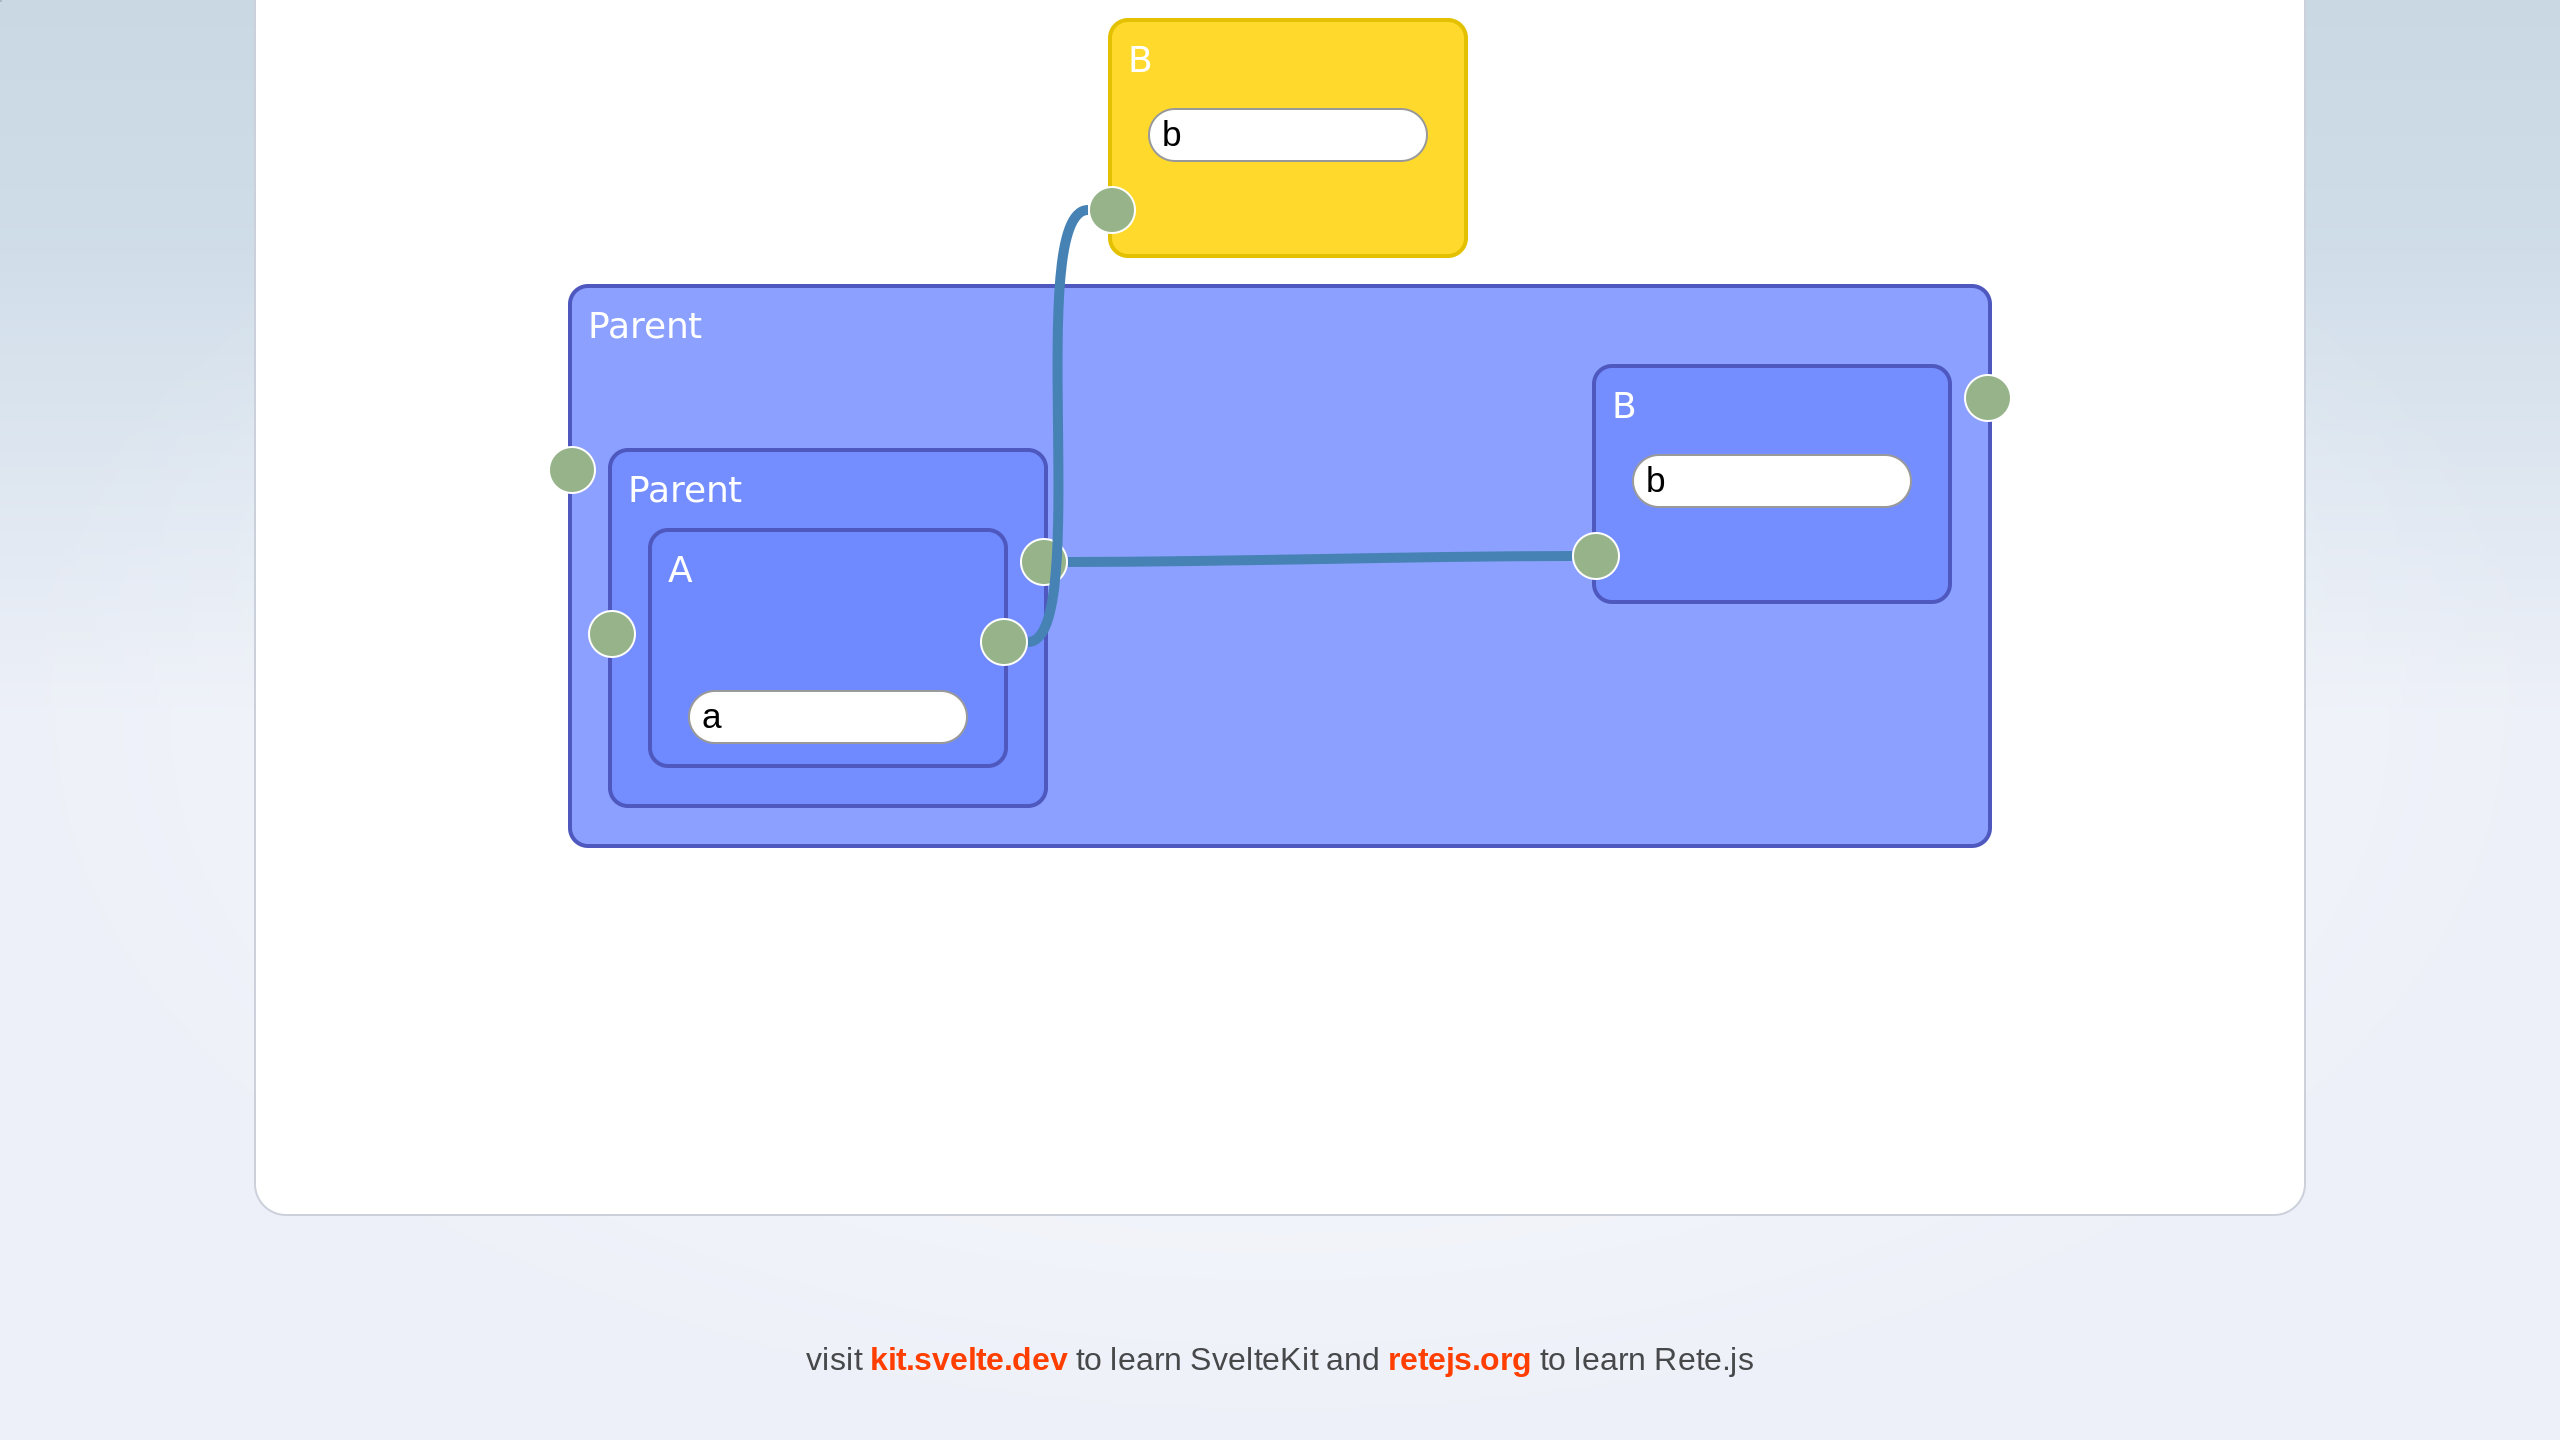 B
b
Parent
B
b
Parent
A
a
visit kit.svelte.dev to learn SvelteKit and retejs.org to learn Rete.js